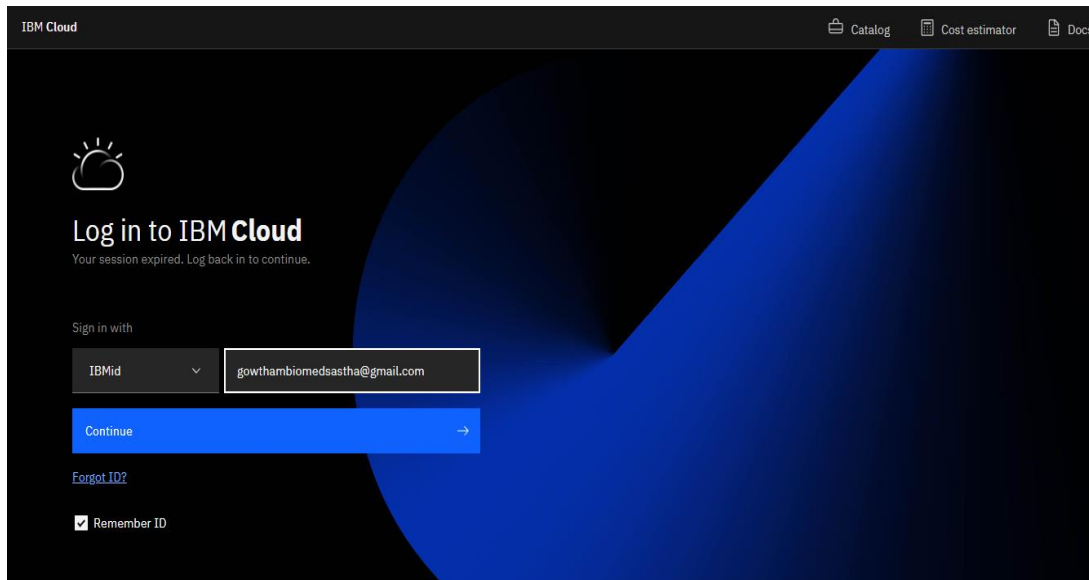 IBM Cloud Catalog Cost estimator Docs
Log in to IBM Cloud
Your session expired. Log back in to continue.
Sign in with
IBMid gowthambiomedsastha@gmail.com
Continue
Forgot ID?
Remember ID